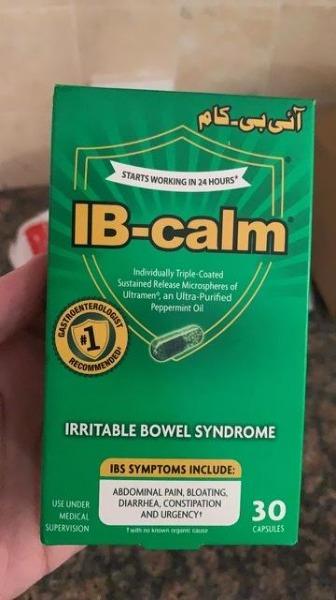 آئی بی-کام
STARTS WORKING IN 24 HOURS*
IB-calm®
Individually Triple-Coated
Sustained Release Microspheres of
Ultramen®, an Ultra-Purified
Peppermint Oil
GASTROENTEROLOGIST
#1
RECOMMENDED†
IRRITABLE BOWEL SYNDROME
IBS SYMPTOMS INCLUDE:
ABDOMINAL PAIN, BLOATING,
DIARRHEA, CONSTIPATION
AND URGENCY†
USE UNDER
MEDICAL
SUPERVISION
30
CAPSULES
† with no known organic cause